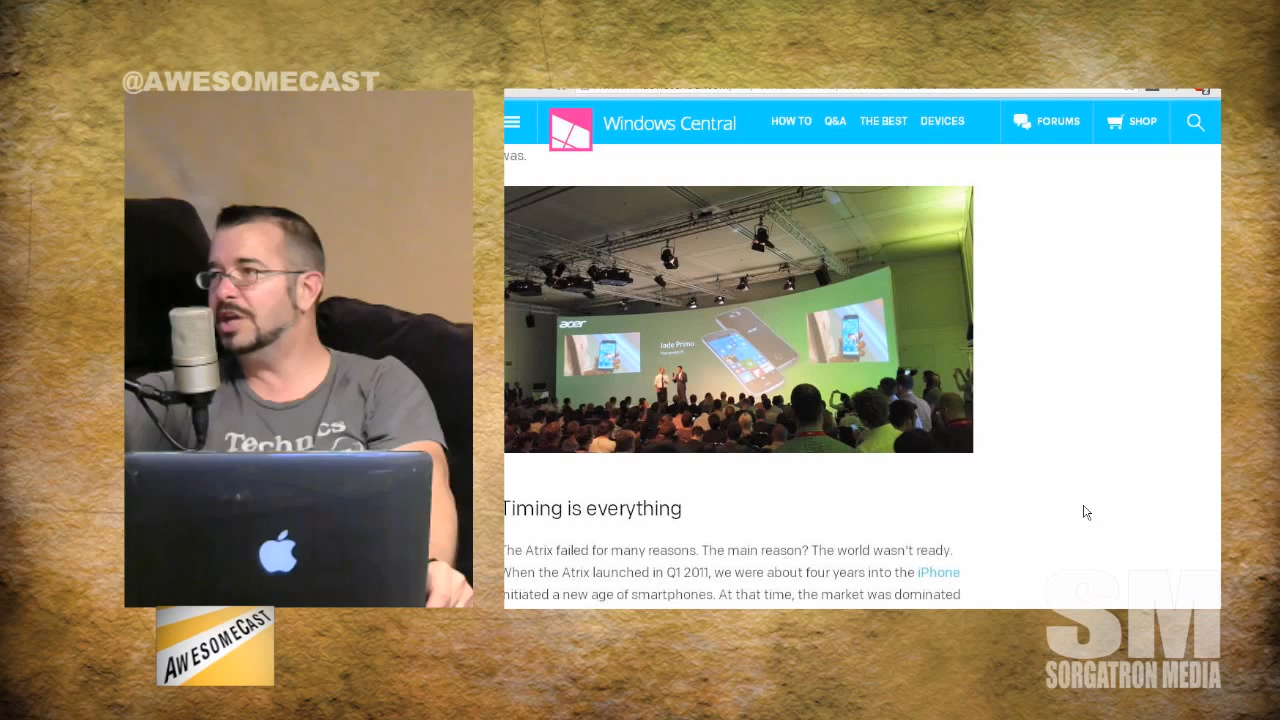 @AWESOMECAST
Windows Central
HOW TO Q&A THE BEST DEVICES
FORUMS
SHOP
was.
acer
Jade Primo
Technics
Timing is everything
The Atrix failed for many reasons. The main reason? The world wasn't ready.
When the Atrix launched in Q1 2011, we were about four years into the iPhone
initiated a new age of smartphones. At that time, the market was dominated
AWESOMECAST
SM
SORGATRON MEDIA